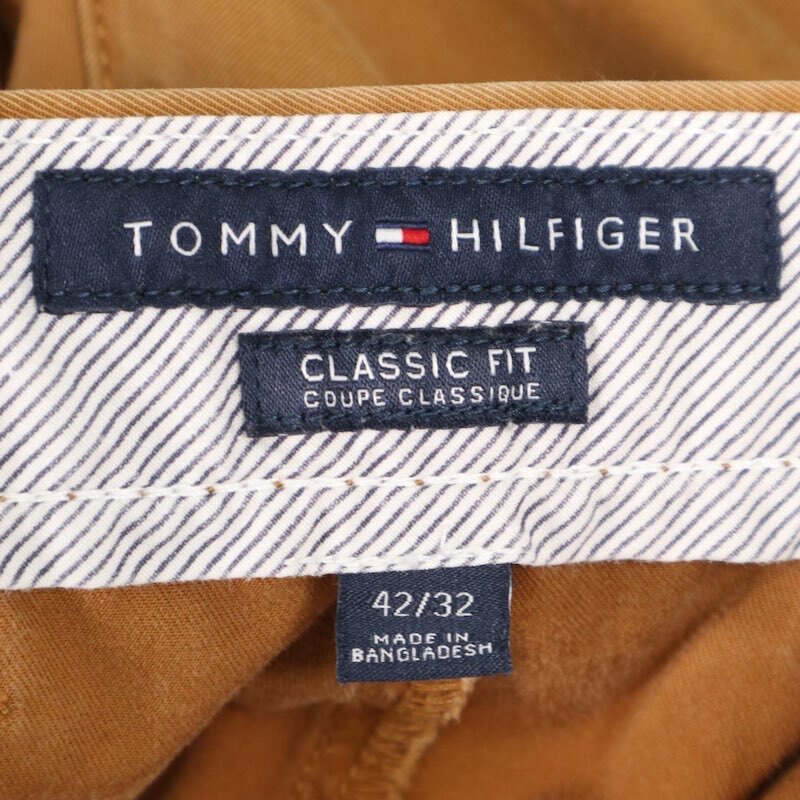 TOMMY HILFIGER
CLASSIC FIT
COUPE CLASSIQUE
42/32
MADE IN
BANGLADESH